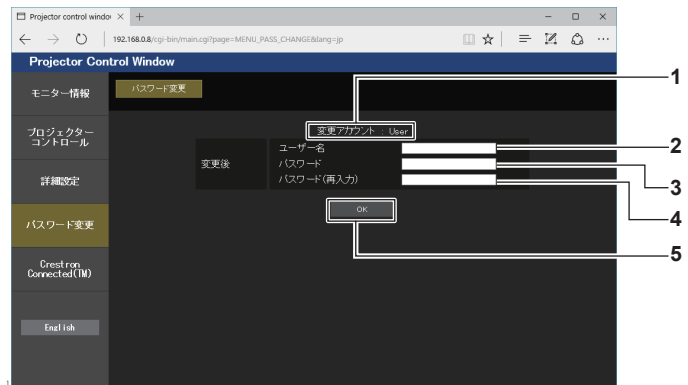 Projector control windov
192.168.0.8/cgi-bin/main.cgi?page=MENU_PASS_CHANGE&lang=jp
Projector Control Window
モニター情報
パスワード変更
プロジェクター
コントロール
詳細設定
パスワード変更
Crestron
Connected(TM)
English
変更アカウント : User
変更後
ユーザー名
パスワード
パスワード(再入力)
OK
1
2
3
4
5